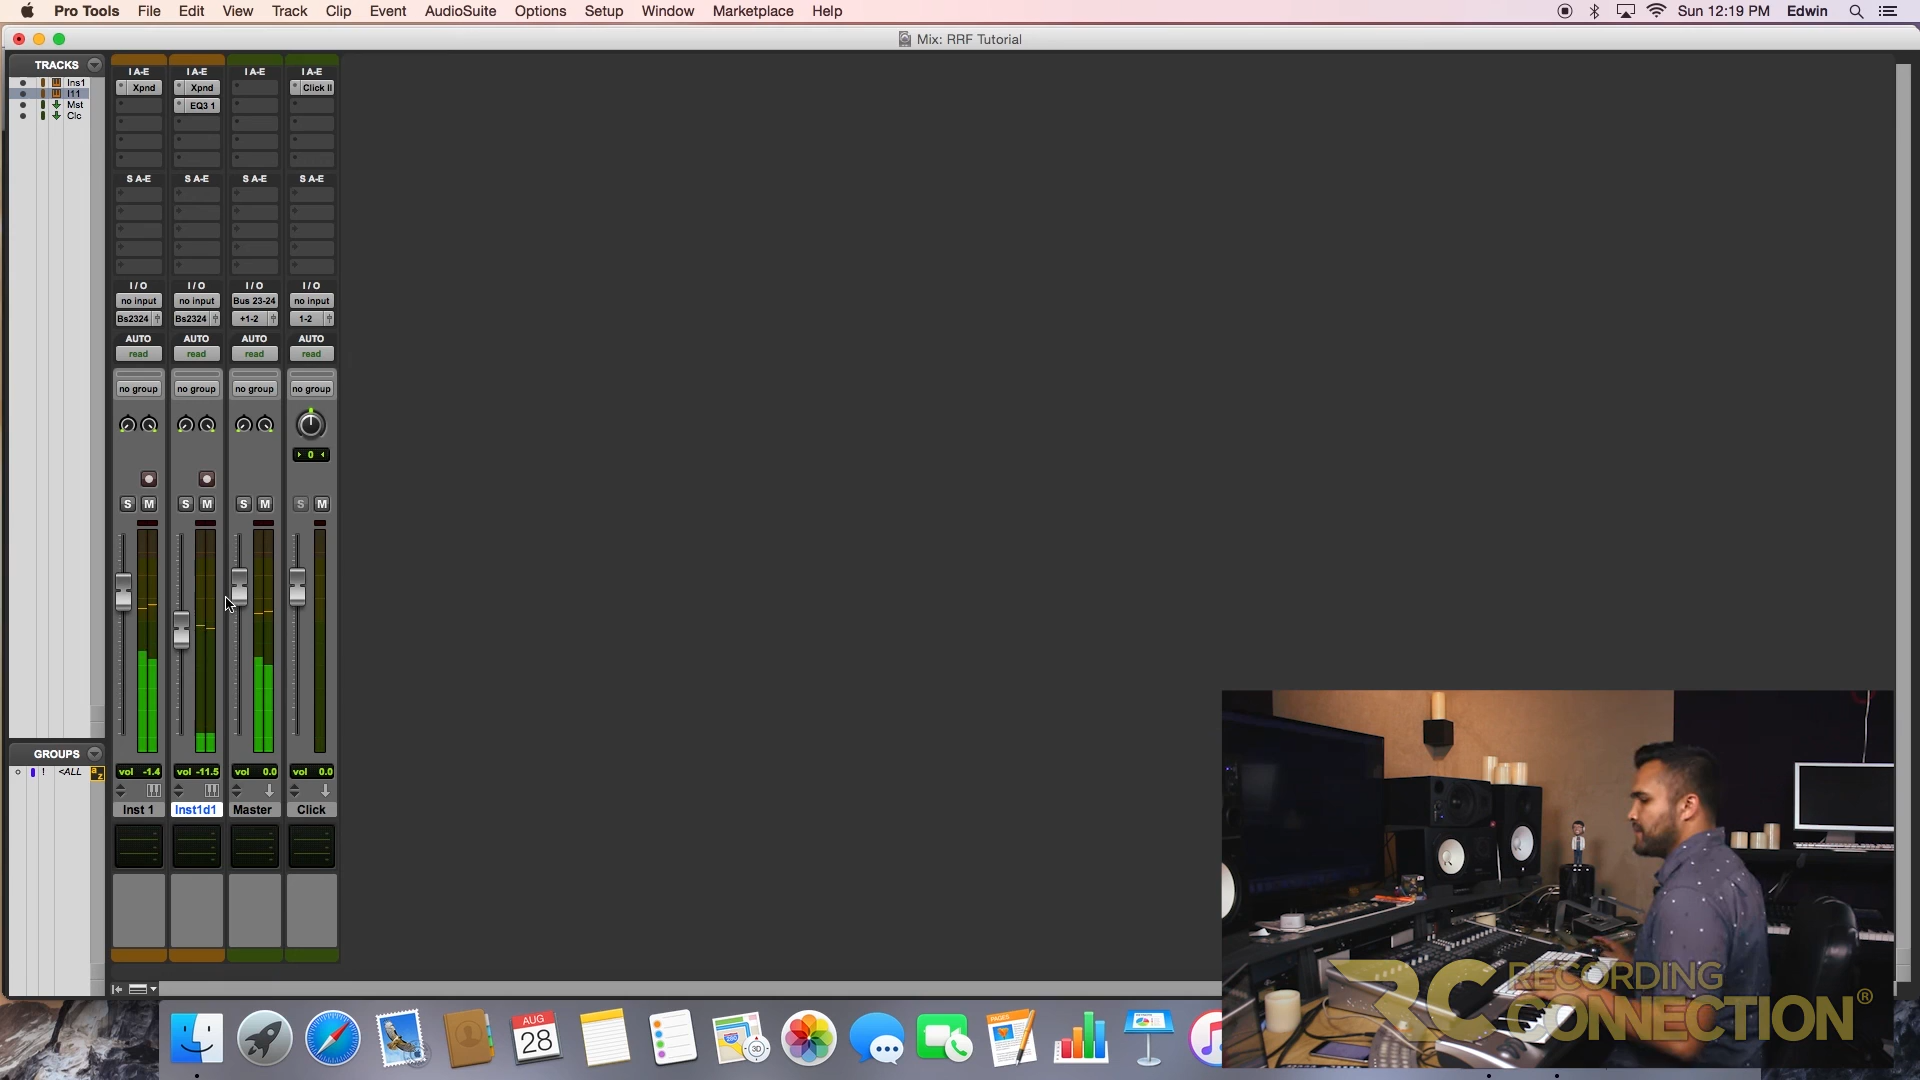 Pro Tools File Edit View Track Clip Event AudioSuite Options Setup Window Marketplace Help Sun 12:19 PM Edwin
Mix: RRF Tutorial
TRACKS
Ins1
I11
Mst
Clc
I A-E I A-E I A-E I A-E
Xpnd Xpnd Click II
EQ3 1
S A-E S A-E S A-E S A-E
I / O I / O I / O I / O
no input no input Bus 23-24 no input
Bs2324 Bs2324 +1-2 1-2
AUTO AUTO AUTO AUTO
read read read read
no group no group no group no group
0
S M S M S M S M
GROUPS
! <ALL a z
vol -1.4 vol -11.5 vol 0.0 vol 0.0
Inst 1 Inst1d1 Master Click
AUG
28
3D
PAGES
RC RECORDING
CONNECTION®